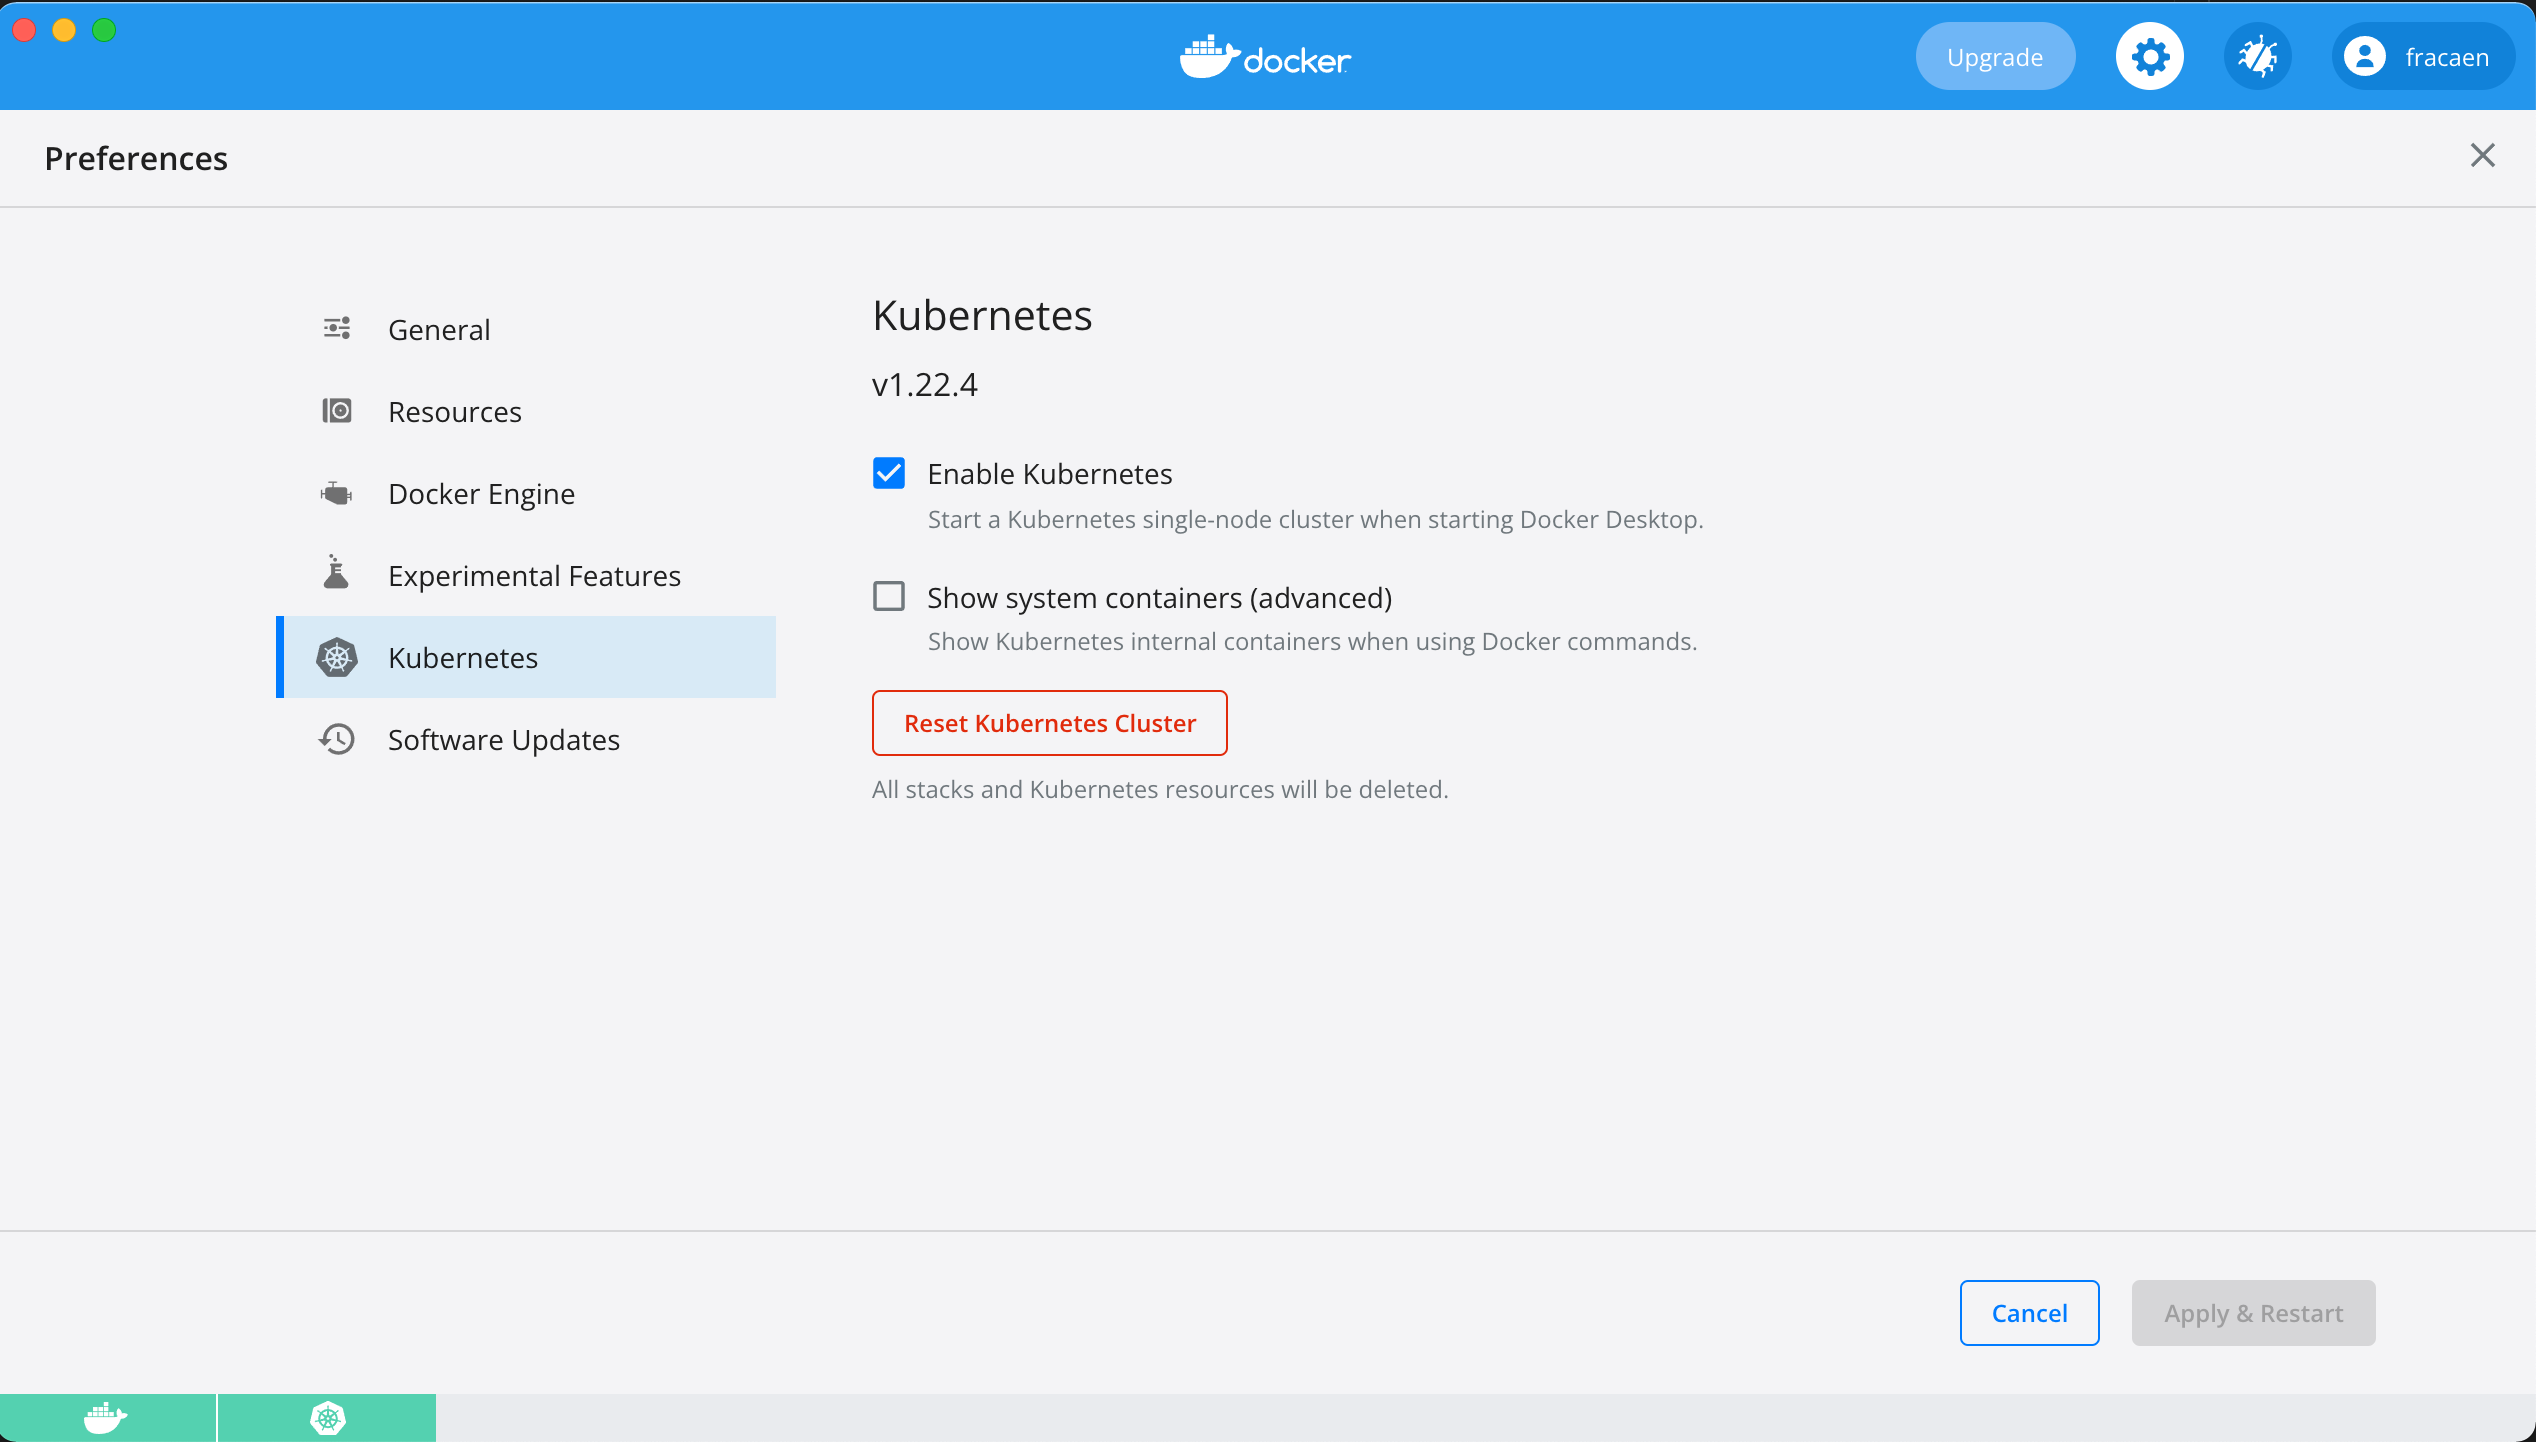 docker
Upgrade
fracaen
Preferences
General
Resources
Docker Engine
Experimental Features
Kubernetes
Software Updates
Kubernetes
v1.22.4
Enable Kubernetes
Start a Kubernetes single-node cluster when starting Docker Desktop.
Show system containers (advanced)
Show Kubernetes internal containers when using Docker commands.
Reset Kubernetes Cluster
All stacks and Kubernetes resources will be deleted.
Cancel
Apply & Restart